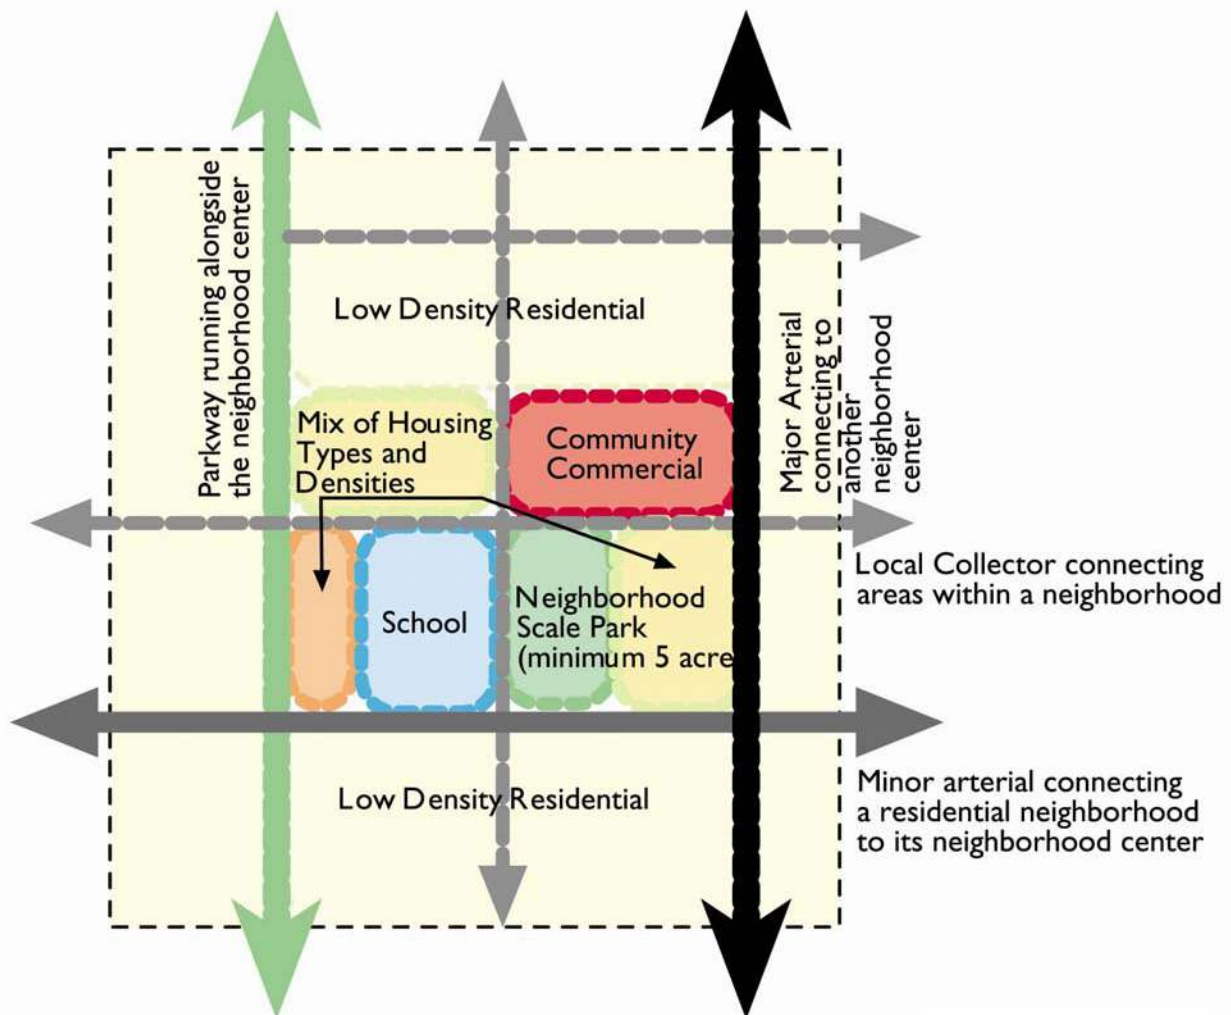 Parkway running alongside
the neighborhood center
Low Density Residential
Major Arterial
connecting to
another
neighborhood
center
Mix of Housing
Types and
Densities
Community
Commercial
Local Collector connecting
areas within a neighborhood
School
Neighborhood
Scale Park
(minimum 5 acre
Low Density Residential
Minor arterial connecting
a residential neighborhood
to its neighborhood center